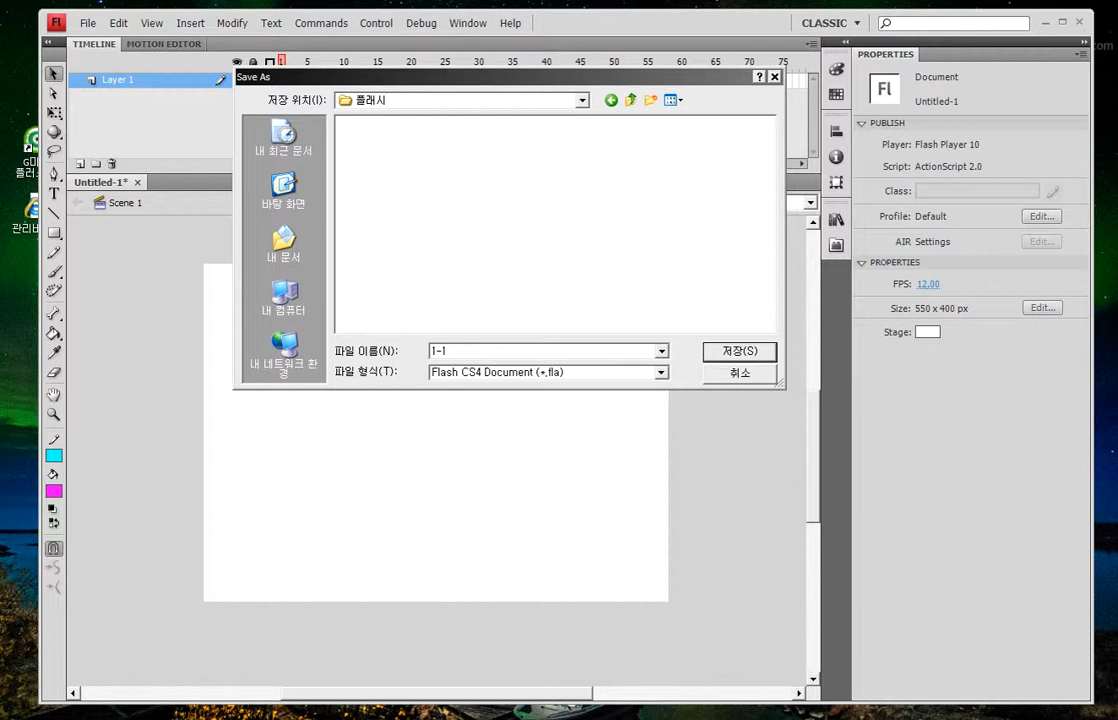 Fl File Edit View Insert Modify Text Commands Control Debug Window Help CLASSIC
TIMELINE MOTION EDITOR
1 5 10 15 20 25 30 35 40 45 50 55 60 65 70 75
Layer 1
Save As
저장 위치(I): 플래시
내 최근 문서
바탕 화면
내 문서
내 컴퓨터
내 네트워크 환
경
파일 이름(N): 1-1 저장(S)
파일 형식(T): Flash CS4 Document (*.fla) 취소
Untitled-1*
Scene 1
PROPERTIES
Fl
Document
Untitled-1
PUBLISH
Player: Flash Player 10
Script: ActionScript 2.0
Class:
Profile: Default Edit...
AIR Settings Edit...
PROPERTIES
FPS: 12.00
Size: 550 x 400 px Edit...
Stage: